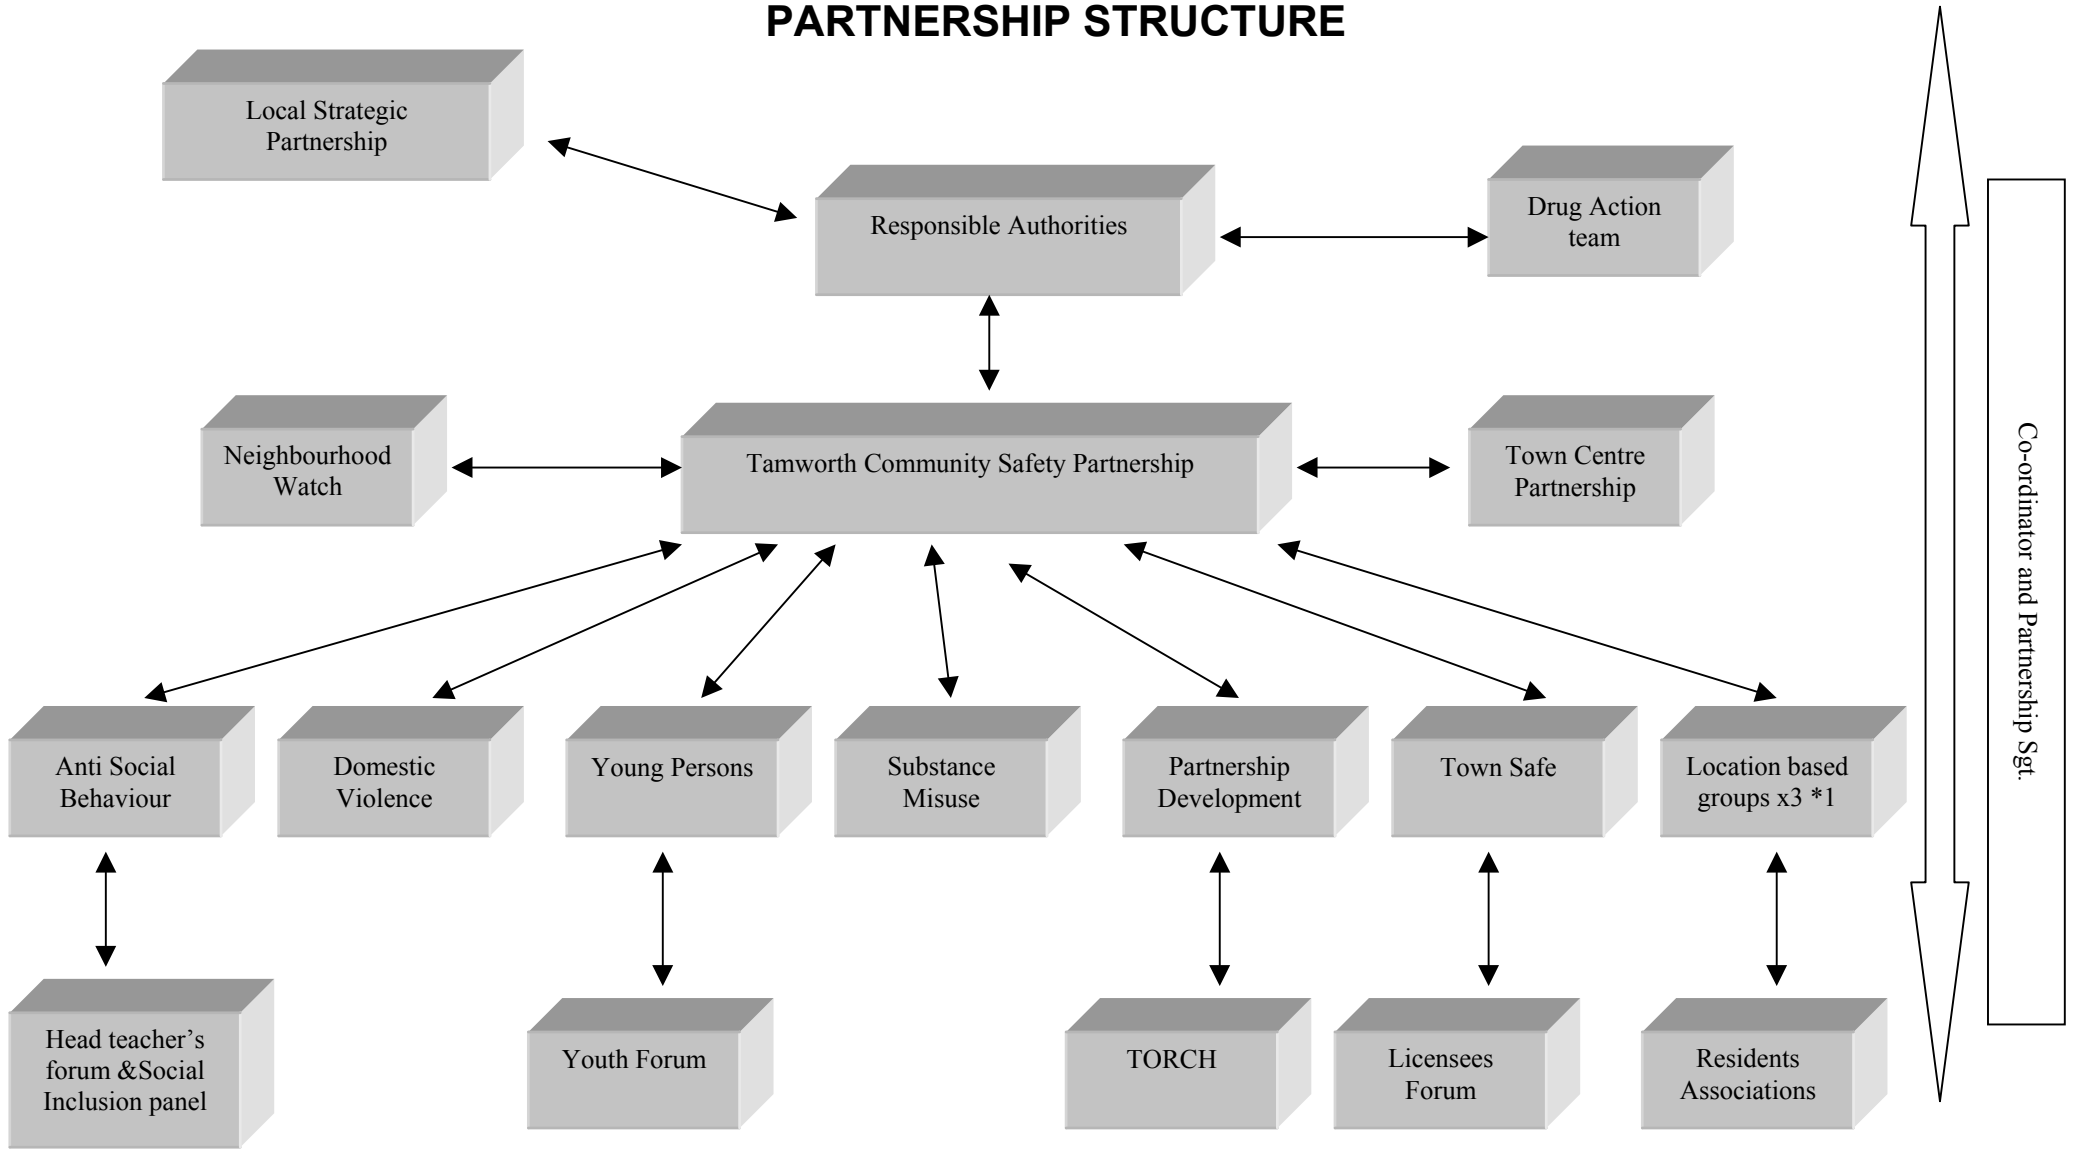 PARTNERSHIP STRUCTURE
Local Strategic
Partnership
Responsible Authorities
Drug Action
team
Neighbourhood
Watch
Tamworth Community Safety Partnership
Town Centre
Partnership
Anti Social
Behaviour
Domestic
Violence
Young Persons
Substance
Misuse
Partnership
Development
Town Safe
Location based
groups x3 *1
Head teacher’s
forum &Social
Inclusion panel
Youth Forum
TORCH
Licensees
Forum
Residents
Associations
Co-ordinator and Partnership Sgt.